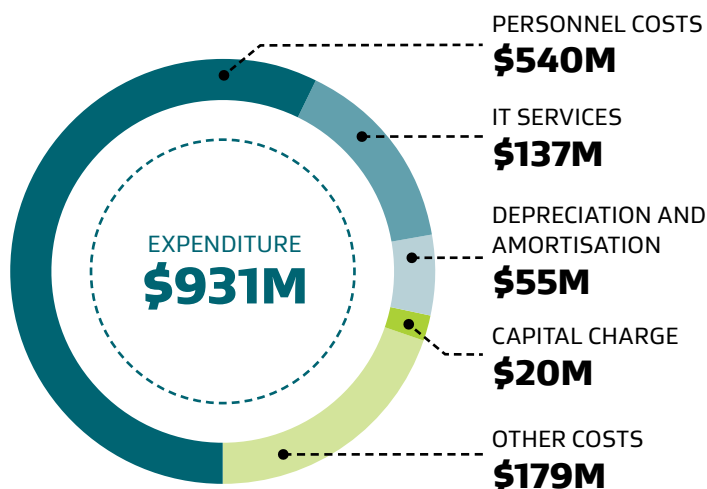 PERSONNEL COSTS
$540M
IT SERVICES
$137M
DEPRECIATION AND
AMORTISATION
$55M
EXPENDITURE
$931M
CAPITAL CHARGE
$20M
OTHER COSTS
$179M